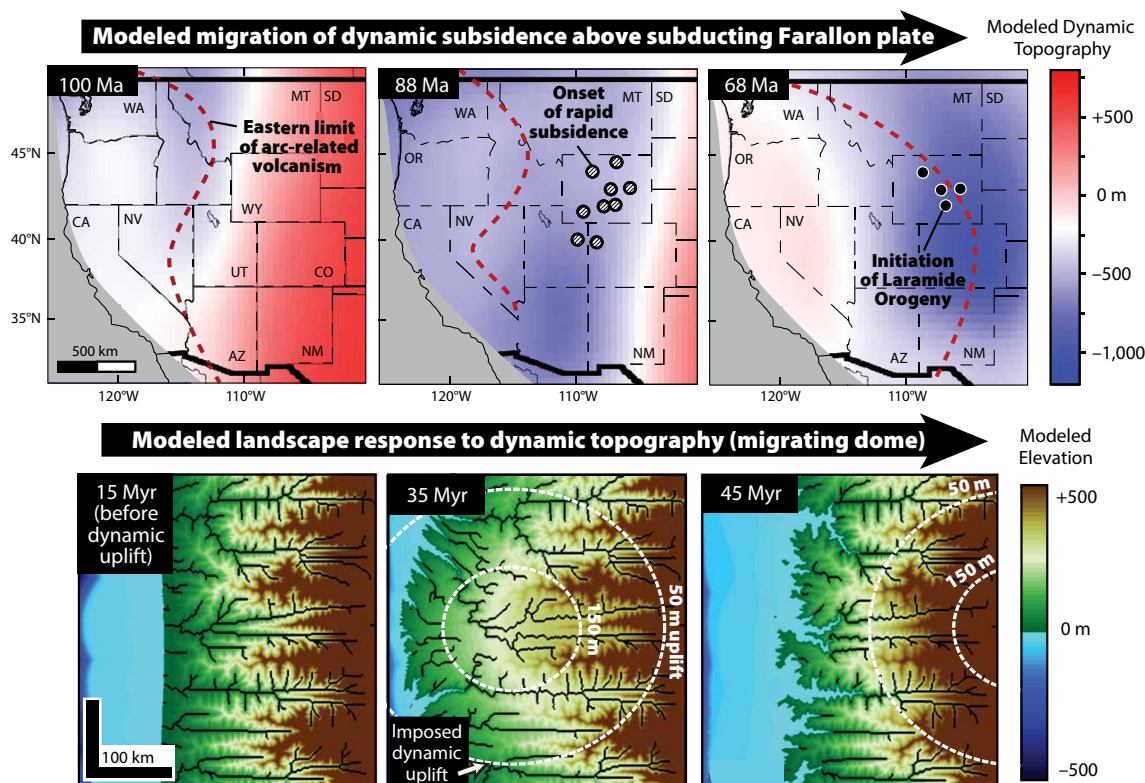 Modeled migration of dynamic subsidence above subducting Farallon plate
Modeled Dynamic
Topography
100 Ma
WA
MT
SD
Eastern limit
of arc-related
volcanism
WY
CA
NV
UT
CO
AZ
NM
500 km
45°N
40°N
35°N
120°W
110°W
88 Ma
Onset
of rapid
subsidence
WA
MT
SD
OR
CA
NV
NM
120°W
110°W
68 Ma
WA
MT
SD
OR
CA
NV
Initiation
of Laramide
Orogeny
AZ
NM
120°W
110°W
+500
0 m
−500
−1,000
Modeled landscape response to dynamic topography (migrating dome)
Modeled
Elevation
15 Myr
(before
dynamic
uplift)
100 km
35 Myr
150 m
50 m uplift
Imposed
dynamic
uplift
45 Myr
50 m
150 m
+500
0 m
−500